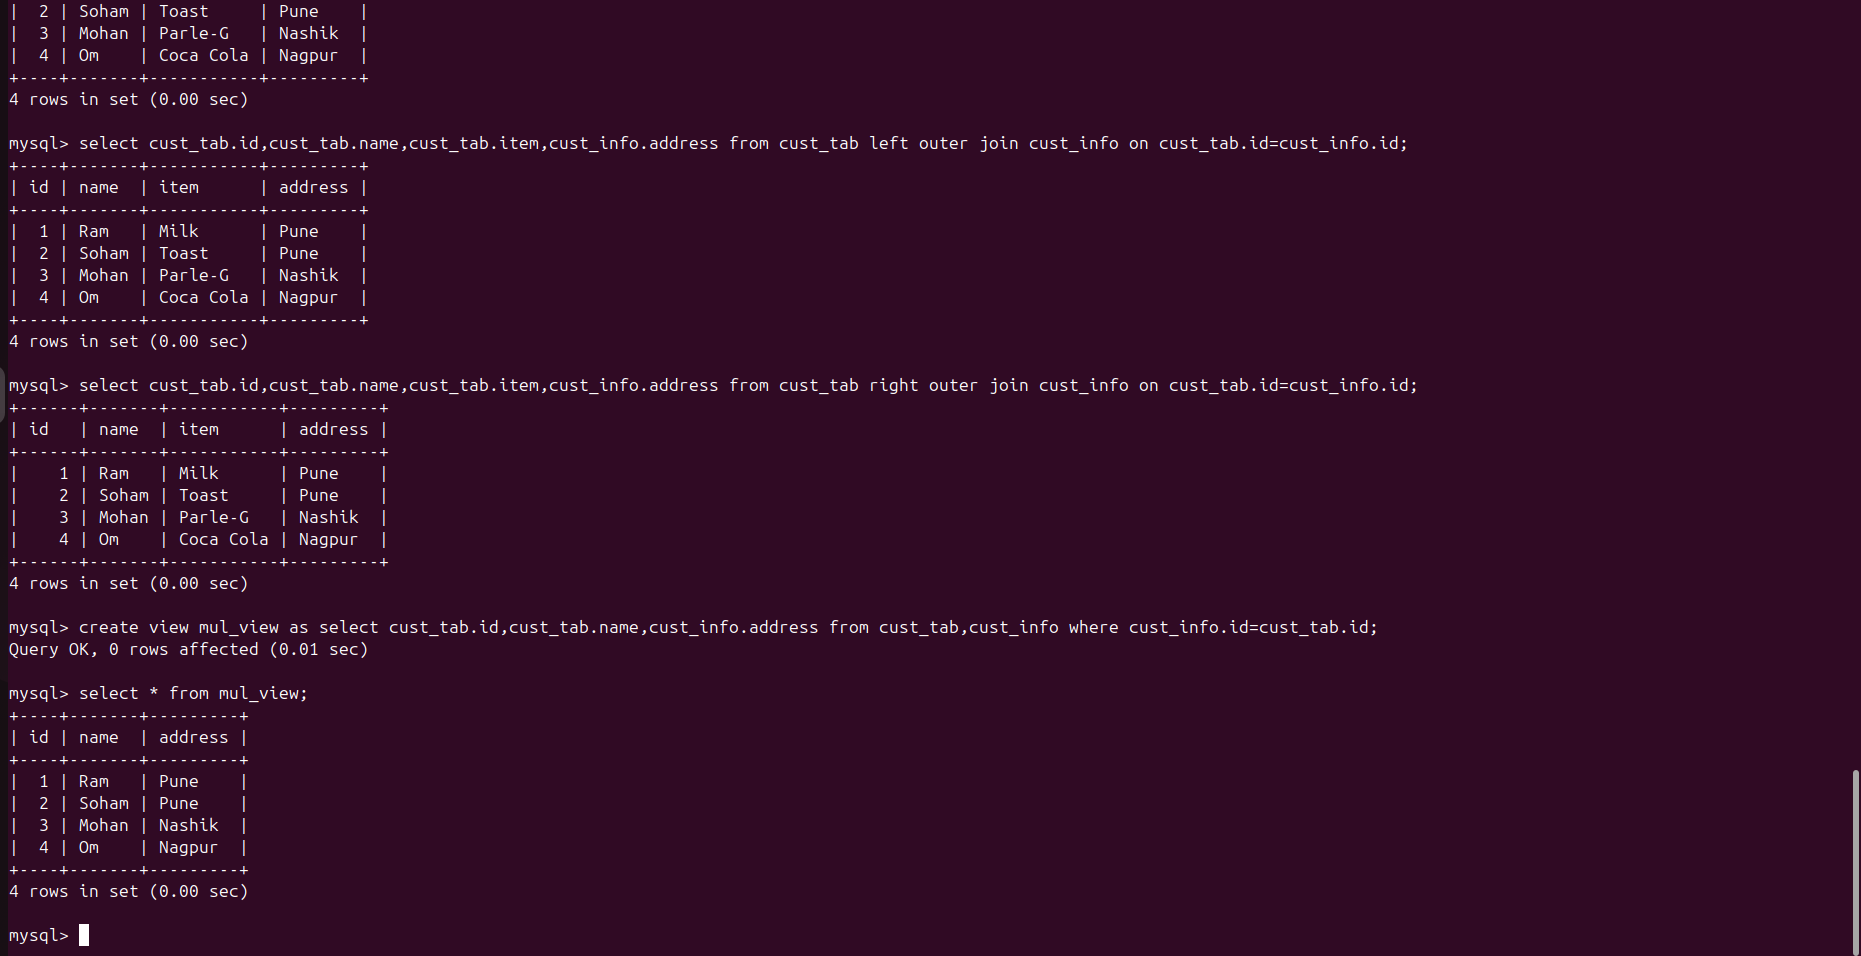 |  2 | Soham | Toast     | Pune    |
|  3 | Mohan | Parle-G   | Nashik  |
|  4 | Om    | Coca Cola | Nagpur  |
+----+-------+-----------+---------+
4 rows in set (0.00 sec)

mysql> select cust_tab.id,cust_tab.name,cust_tab.item,cust_info.address from cust_tab left outer join cust_info on cust_tab.id=cust_info.id;
+----+-------+-----------+---------+
| id | name  | item      | address |
+----+-------+-----------+---------+
|  1 | Ram   | Milk      | Pune    |
|  2 | Soham | Toast     | Pune    |
|  3 | Mohan | Parle-G   | Nashik  |
|  4 | Om    | Coca Cola | Nagpur  |
+----+-------+-----------+---------+
4 rows in set (0.00 sec)

mysql> select cust_tab.id,cust_tab.name,cust_tab.item,cust_info.address from cust_tab right outer join cust_info on cust_tab.id=cust_info.id;
+------+-------+-----------+---------+
| id   | name  | item      | address |
+------+-------+-----------+---------+
|    1 | Ram   | Milk      | Pune    |
|    2 | Soham | Toast     | Pune    |
|    3 | Mohan | Parle-G   | Nashik  |
|    4 | Om    | Coca Cola | Nagpur  |
+------+-------+-----------+---------+
4 rows in set (0.00 sec)

mysql> create view mul_view as select cust_tab.id,cust_tab.name,cust_info.address from cust_tab,cust_info where cust_info.id=cust_tab.id;
Query OK, 0 rows affected (0.01 sec)

mysql> select * from mul_view;
+----+-------+---------+
| id | name  | address |
+----+-------+---------+
|  1 | Ram   | Pune    |
|  2 | Soham | Pune    |
|  3 | Mohan | Nashik  |
|  4 | Om    | Nagpur  |
+----+-------+---------+
4 rows in set (0.00 sec)

mysql>